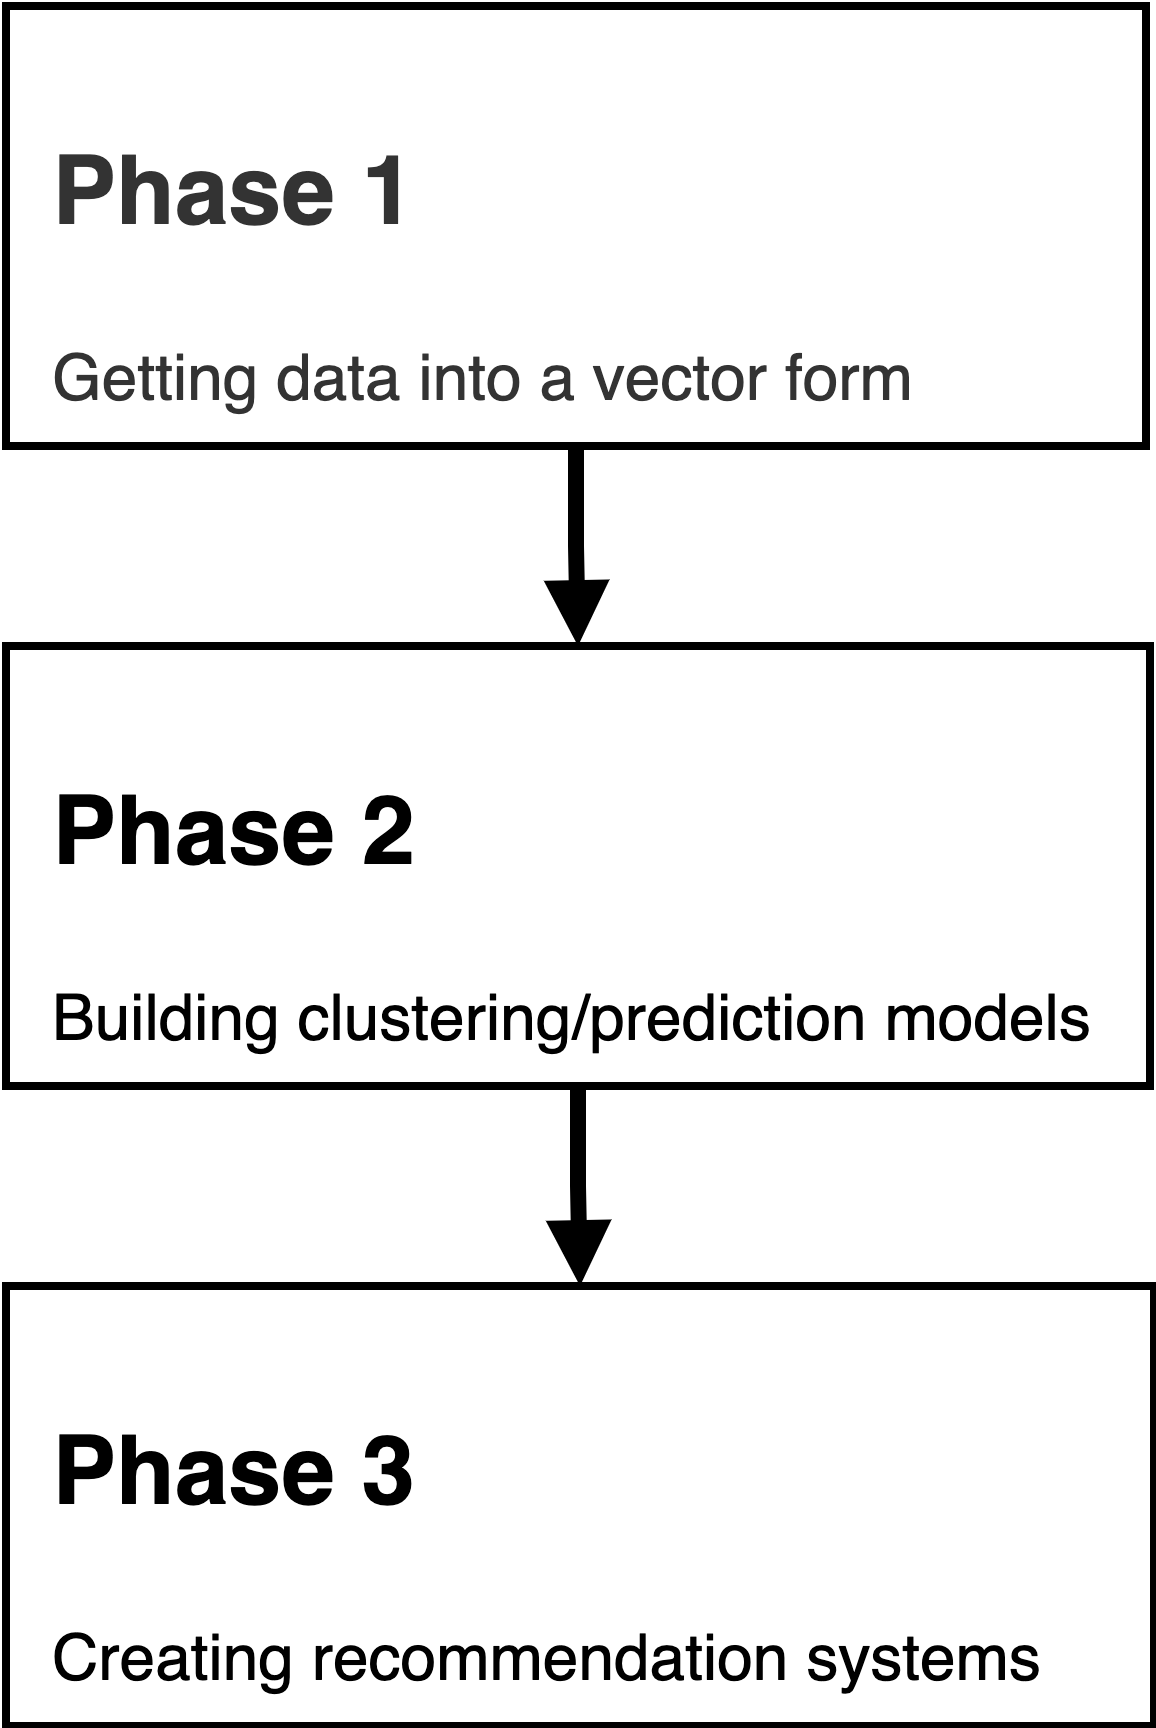 Phase 1
Getting data into a vector form
Phase 2
Building clustering/prediction models
Phase 3
Creating recommendation systems